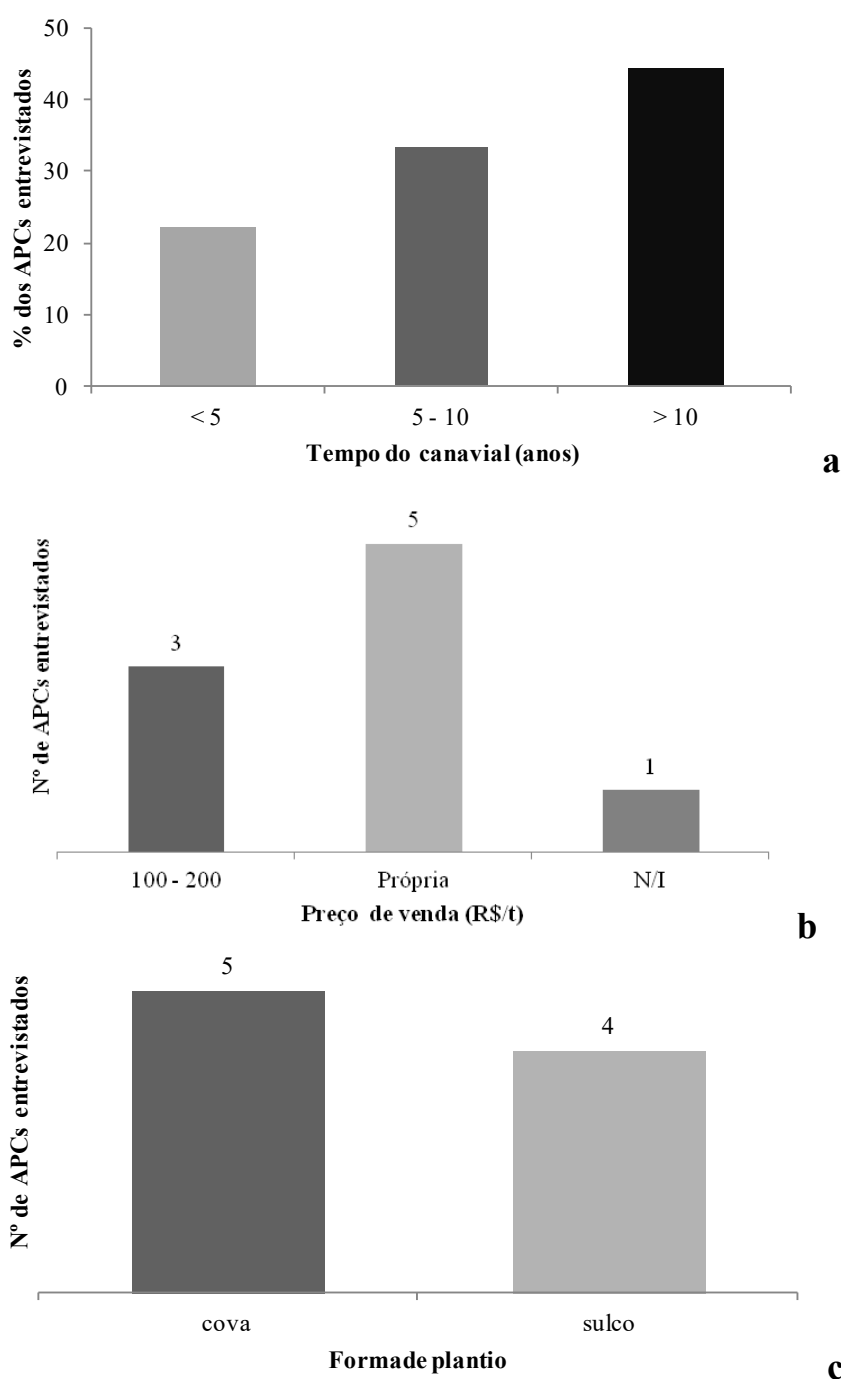 50
40
30
20
10
0
% dos APCs entrevistados
< 5 5 - 10 > 10
Tempo do canavial (anos)
a
5
3
1
Nº de APCs entrevistados
100 - 200 Própria N/I
Preço de venda (R$/t)
b
5
4
Nº de APCs entrevistados
cova sulco
Formade plantio
c